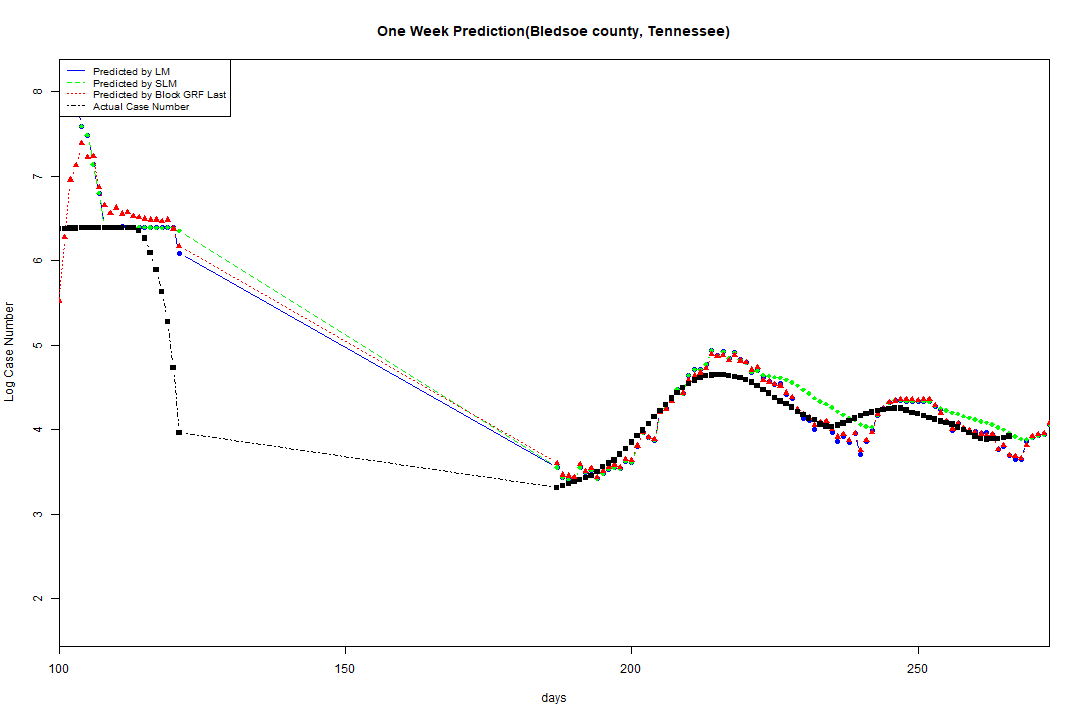 One Week Prediction(Bledsoe county, Tennessee)
Predicted by LM
Predicted by SLM
Predicted by Block GRF Last
Actual Case Number
8
7
6
5
4
3
2
Log Case Number
100 150 200 250
days